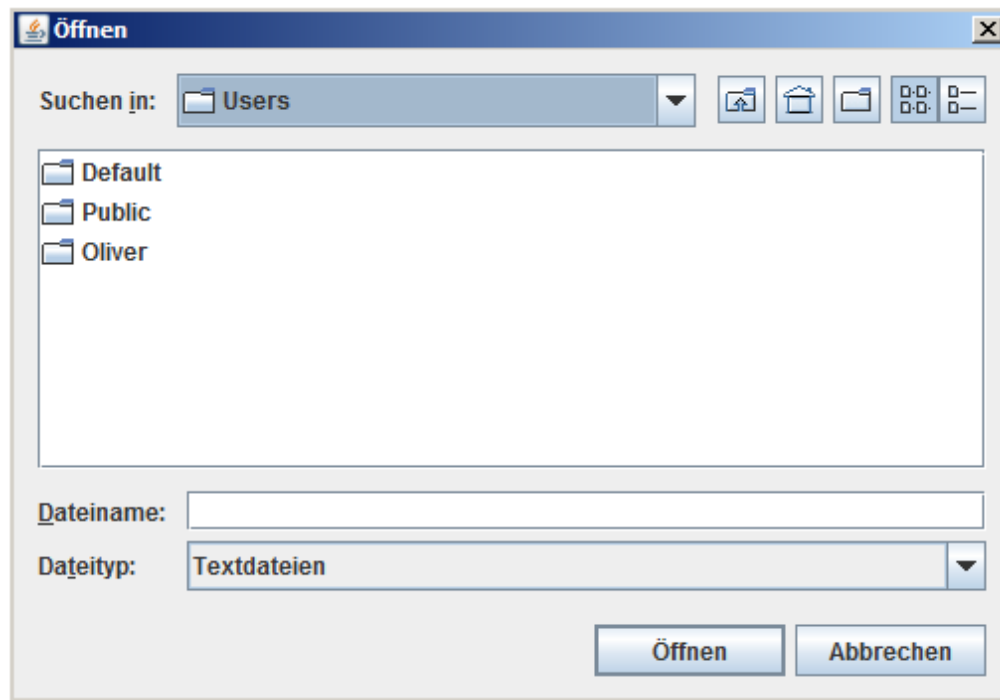 Öffnen
Suchen in: Users
Default
Public
Oliver
Dateiname:
Dateityp: Textdateien
Öffnen Abbrechen